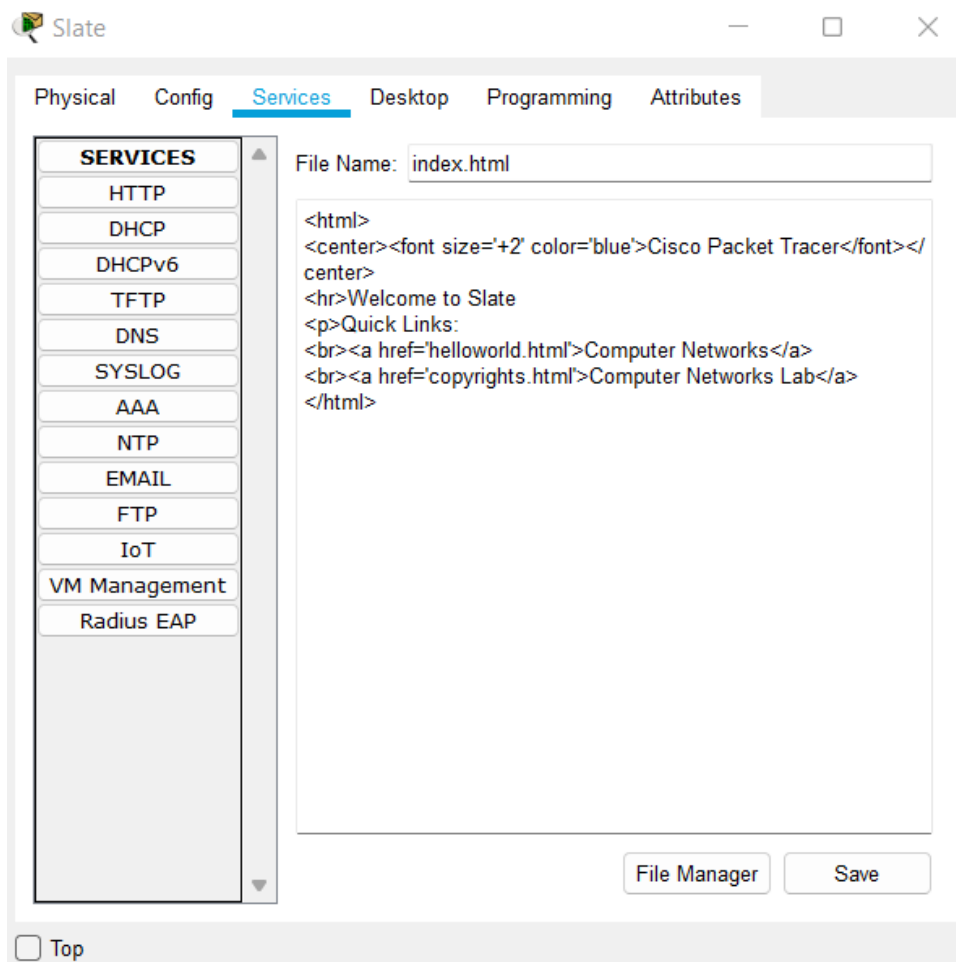 Slate
Physical Config Services Desktop Programming Attributes
SERVICES
HTTP
DHCP
DHCPv6
TFTP
DNS
SYSLOG
AAA
NTP
EMAIL
FTP
IoT
VM Management
Radius EAP
File Name: index.html
<html>
<center><font size='+2' color='blue'>Cisco Packet Tracer</font></
center>
<hr>Welcome to Slate
<p>Quick Links:
<br><a href='helloworld.html'>Computer Networks</a>
<br><a href='copyrights.html'>Computer Networks Lab</a>
</html>
File Manager Save
Top